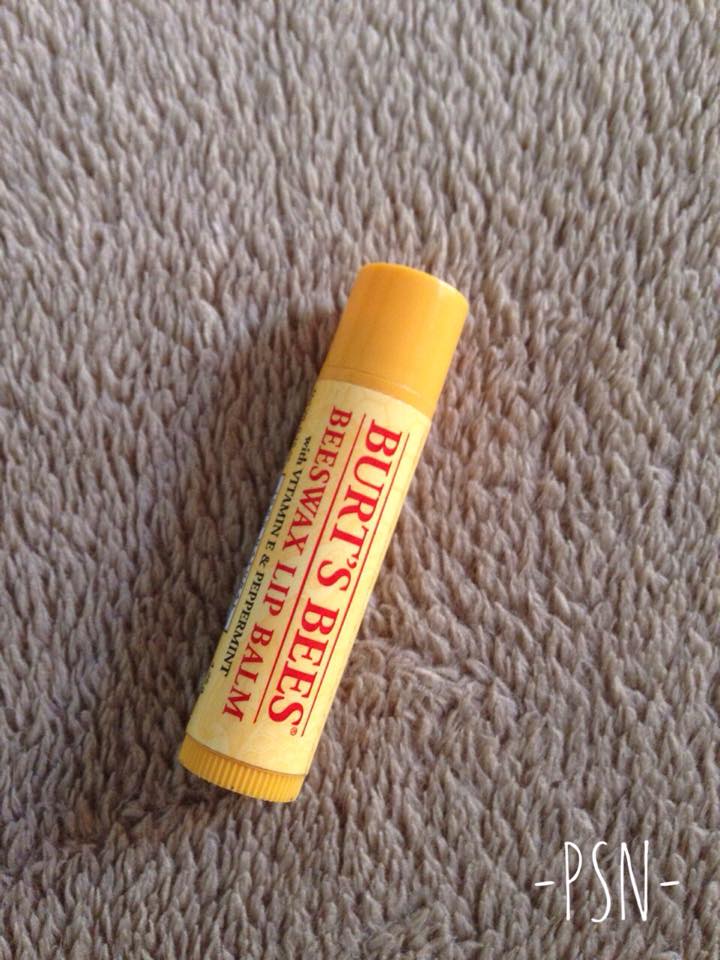 BURT'S BEES®
BEESWAX LIP BALM
with VITAMIN E & PEPPERMINT
-PSN-